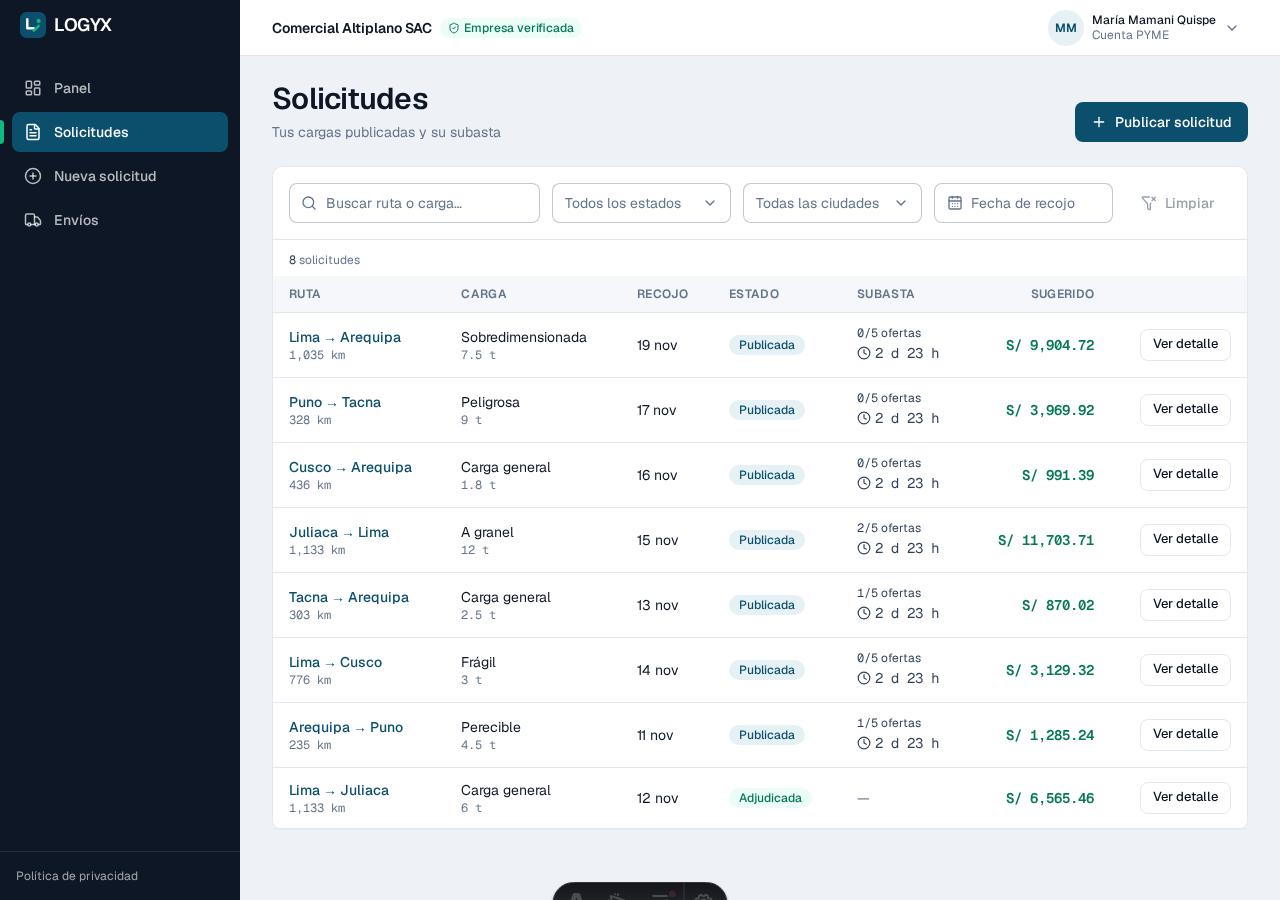 LOGYX
Comercial Altiplano SAC
Empresa verificada
MM
María Mamani Quispe
Cuenta PYME
Panel
Solicitudes
Nueva solicitud
Envíos
Política de privacidad
Solicitudes
Tus cargas publicadas y su subasta
Publicar solicitud
Buscar ruta o carga...
Todos los estados
Todas las ciudades
Fecha de recojo
Limpiar
8 solicitudes
RUTA CARGA RECOJO ESTADO SUBASTA SUGERIDO
Lima → Arequipa Sobredimensionada 19 nov Publicada 0/5 ofertas S/ 9,904.72 Ver detalle
1,035 km 7.5 t 2 d 23 h
Puno → Tacna Peligrosa 17 nov Publicada 0/5 ofertas S/ 3,969.92 Ver detalle
328 km 9 t 2 d 23 h
Cusco → Arequipa Carga general 16 nov Publicada 0/5 ofertas S/ 991.39 Ver detalle
436 km 1.8 t 2 d 23 h
Juliaca → Lima A granel 15 nov Publicada 2/5 ofertas S/ 11,703.71 Ver detalle
1,133 km 12 t 2 d 23 h
Tacna → Arequipa Carga general 13 nov Publicada 1/5 ofertas S/ 870.02 Ver detalle
303 km 2.5 t 2 d 23 h
Lima → Cusco Frágil 14 nov Publicada 0/5 ofertas S/ 3,129.32 Ver detalle
776 km 3 t 2 d 23 h
Arequipa → Puno Perecible 11 nov Publicada 1/5 ofertas S/ 1,285.24 Ver detalle
235 km 4.5 t 2 d 23 h
Lima → Juliaca Carga general 12 nov Adjudicada — S/ 6,565.46 Ver detalle
1,133 km 6 t